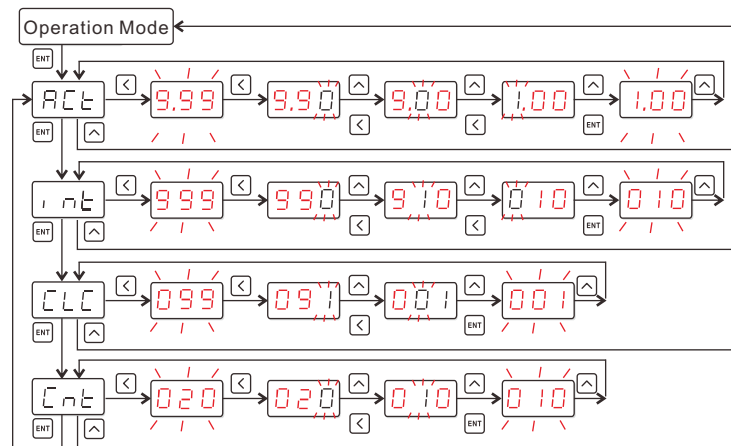 Operation Mode
ENT
< < ^ ^ ^ ^
ACt 9.99 9.90 9.00 1.00 1.00
< < ENT
ENT ^
< < ^ ^ ^ ^
int 999 990 910 010 010
< < ENT
ENT ^
< < ^ ^ ^
CLC 099 091 001 001
< ENT
ENT ^
< < ^ ^ ^
Cnt 020 020 010 010
< ENT
ENT ^